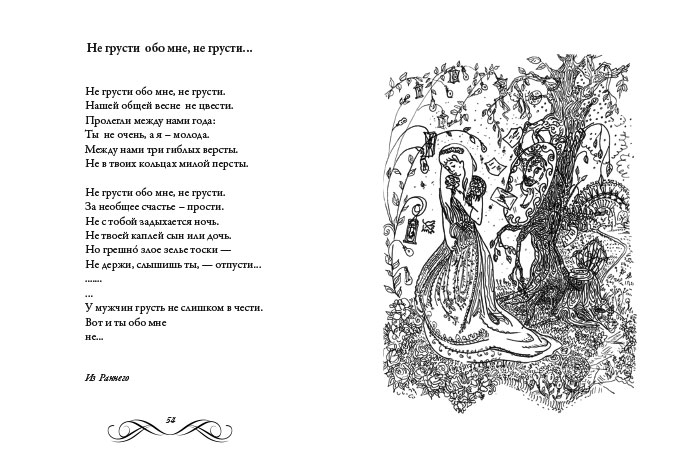 Не грусти обо мне, не грусти...
Не грусти обо мне, не грусти.
Нашей общей весне не цвести.
Пролегли между нами года:
Ты не очень, а я – молода.
Между нами три гиблых версты.
Не в твоих кольцах милой персты.
Не грусти обо мне, не грусти.
За необщее счастье – прости.
Не с тобой задыхается ночь.
Не твоей каплей сын или дочь.
Но грешнó злое зелье тоски —
Не держи, слышишь ты, — отпусти...
.......
...
У мужчин грусть не слишком в чести.
Вот и ты обо мне
не...
Из Раннего
54